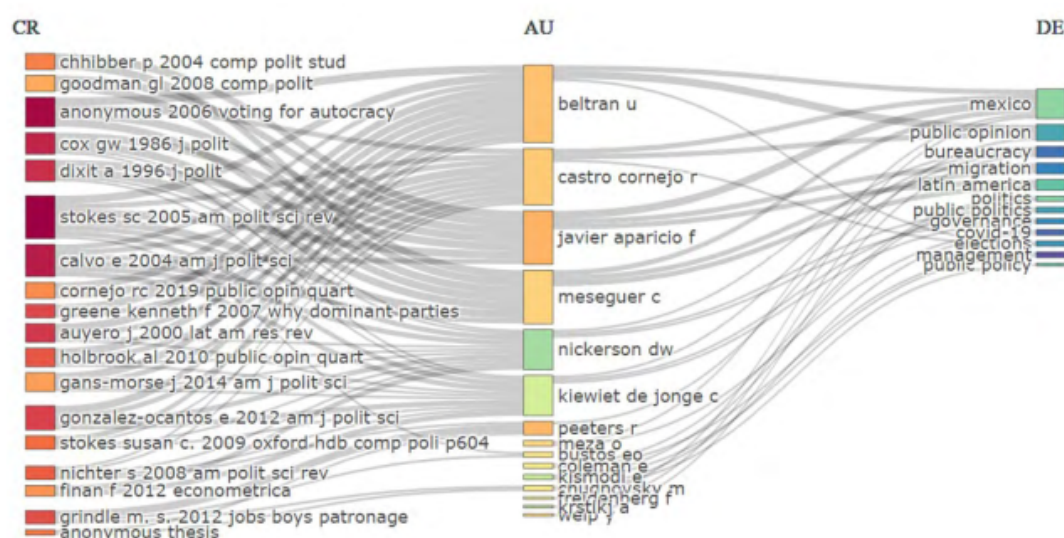 CR
AU
DE
chhibber p 2004 comp polit stud
goodman gl 2008 comp polit
anonymous 2006 voting for autocracy
cox gw 1986 j polit
dixit a 1996 j polit
stokes sc 2005 am polit sci rev
calvo e 2004 am j polit sci
cornejo rc 2019 public opin quart
greene kenneth f 2007 why dominant parties
auyero j 2000 lat am res rev
holbrook al 2010 public opin quart
gans-morse j 2014 am j polit sci
gonzalez-ocantos e 2012 am j polit sci
stokes susan c. 2009 oxford hdb comp poli p604
nichter s 2008 am polit sci rev
finan f 2012 econometrica
grindle m. s. 2012 jobs boys patronage
anonymous thesis
beltran u
castro cornejo r
javier aparicio f
meseguer c
nickerson dw
kiewiet de jonge c
peeters r
meza o
bustos eo
coleman e
kismodi e
chudnovsky m
freidenberg f
krstikj a
welp y
mexico
public opinion
bureaucracy
migration
latin america
politics
public politics
governance
covid-19
elections
management
public policy